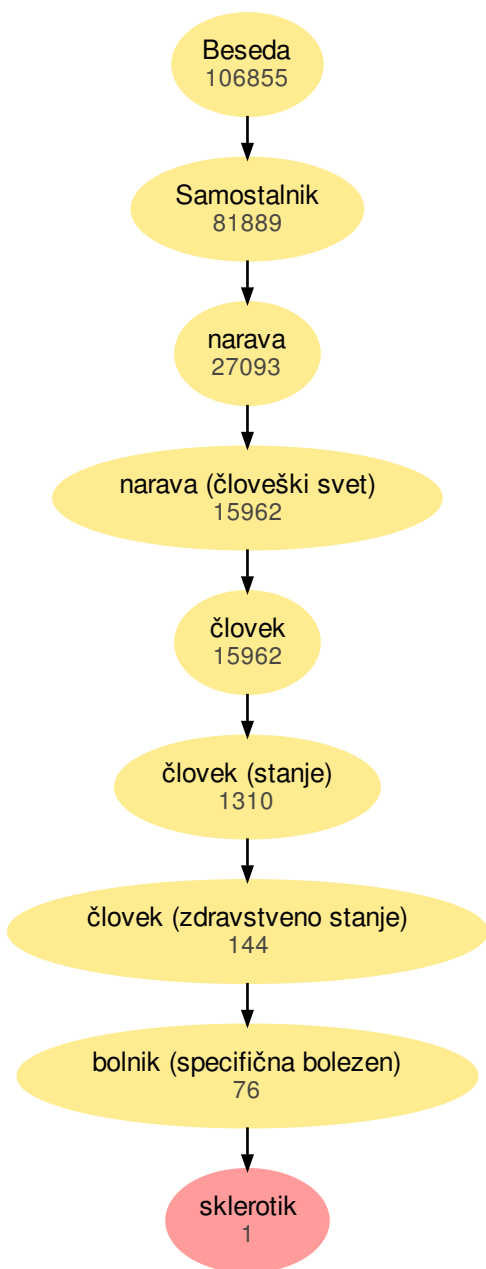 Beseda
106855
Samostalnik
81889
narava
27093
narava (človeški svet)
15962
človek
15962
človek (stanje)
1310
človek (zdravstveno stanje)
144
bolnik (specifična bolezen)
76
sklerotik
1